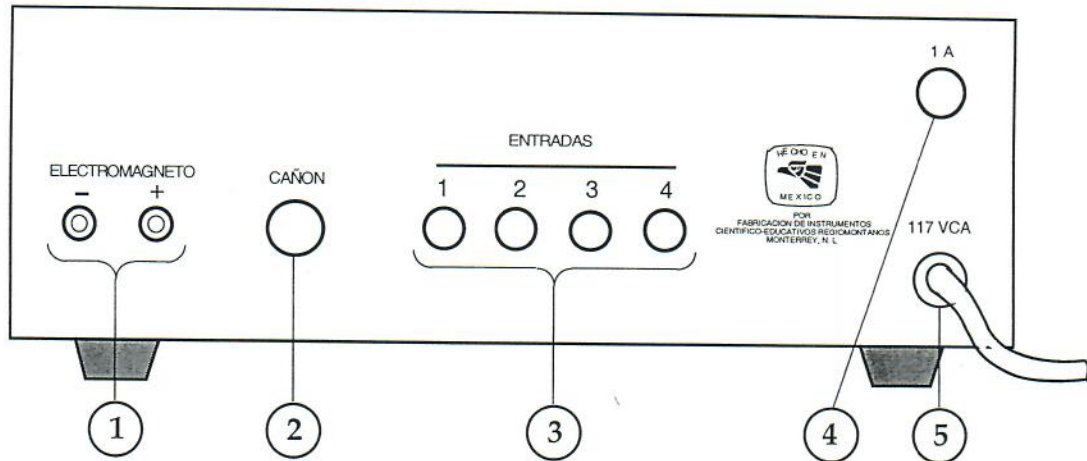 1 A
ENTRADAS
ELECTROMAGNETO
- +
CAÑON
1 2 3 4
HECHO EN
MEXICO
POR
FABRICACION DE INSTRUMENTOS
CIENTIFICO-EDUCATIVOS REGIOMONTANOS
MONTERREY, N. L
117 VCA
1
2
3
4
5